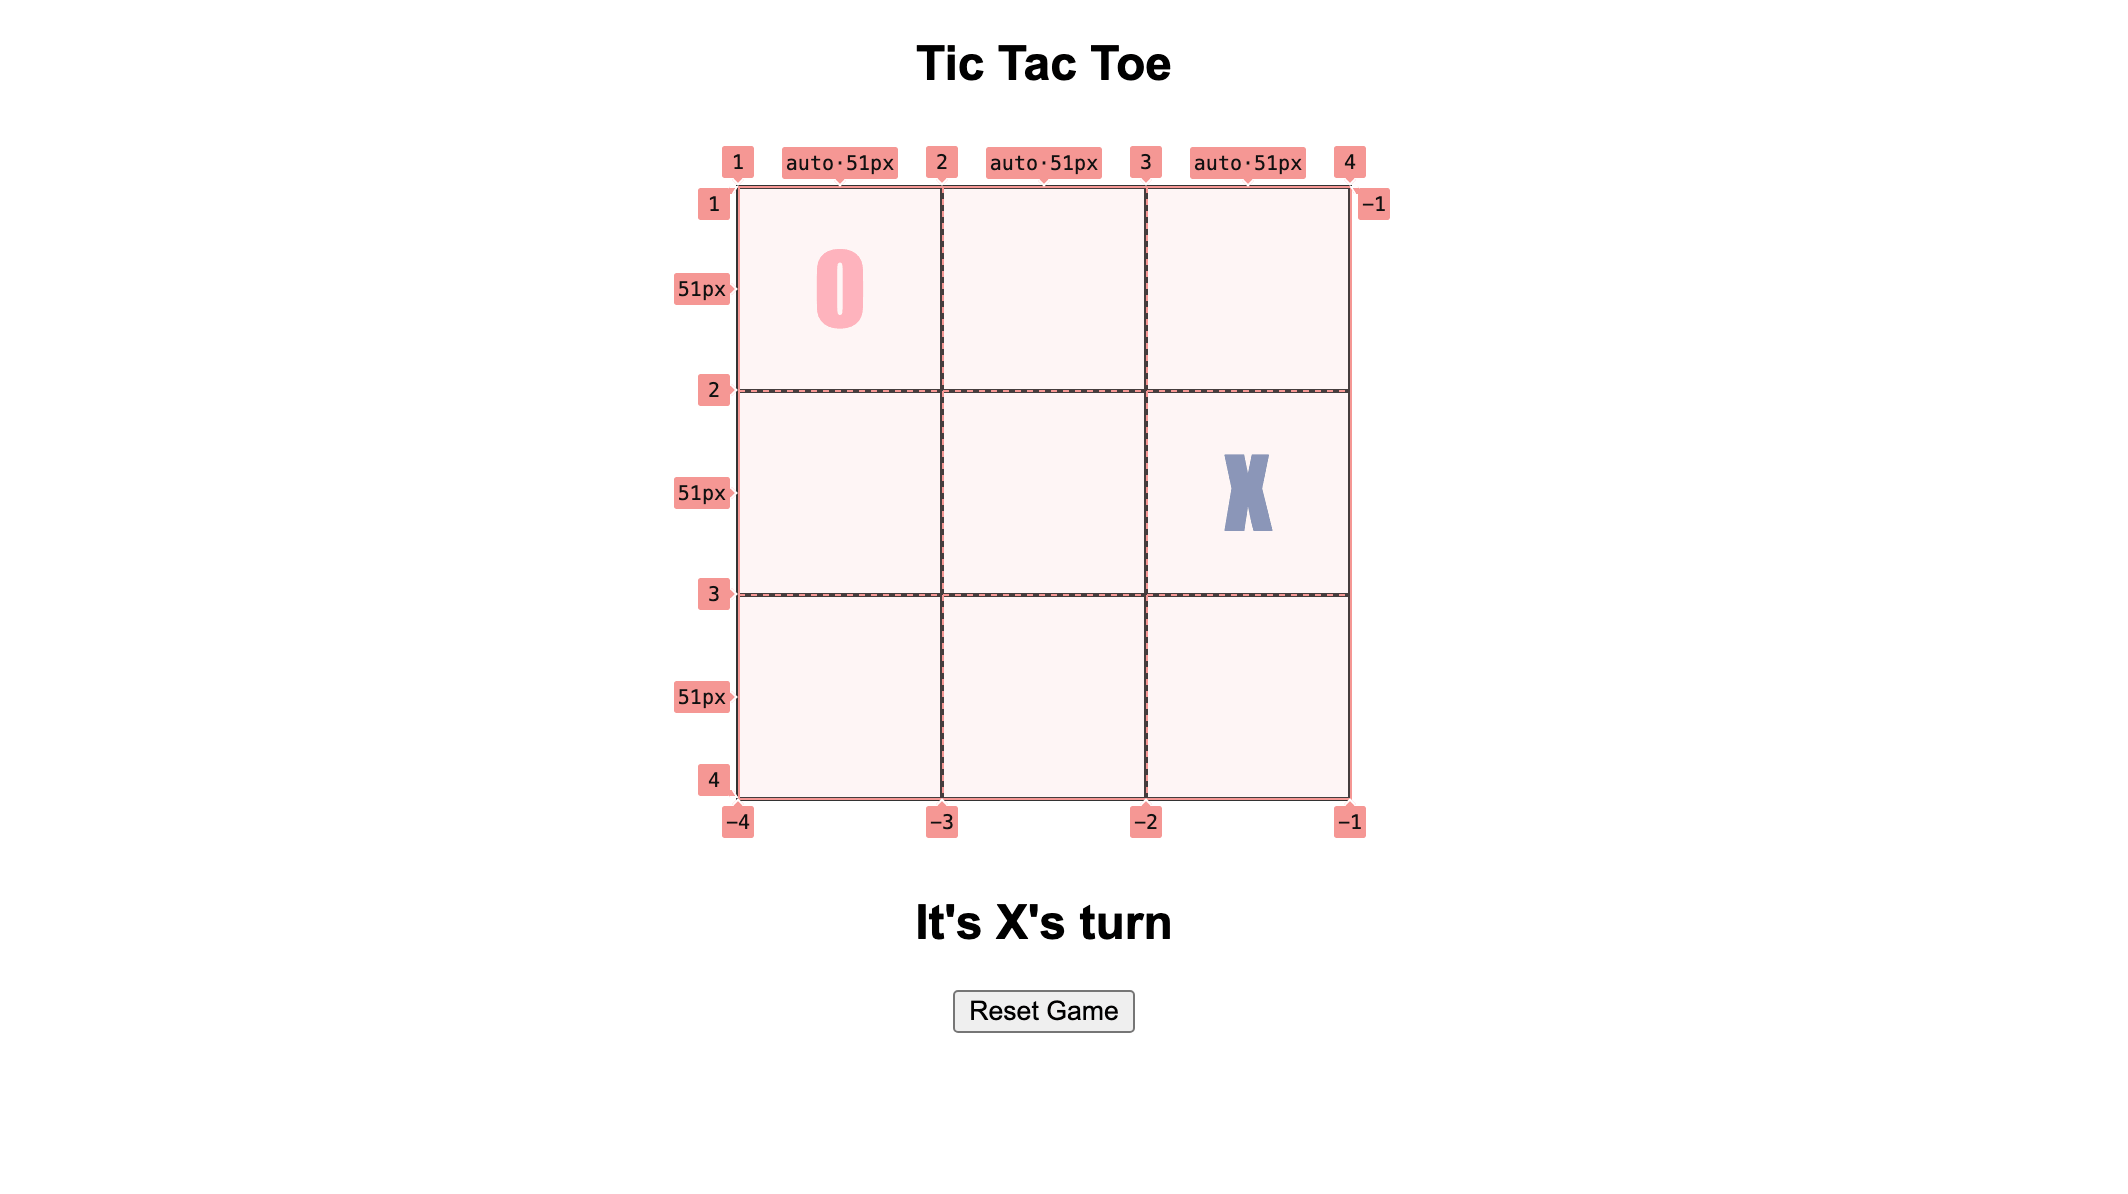 Tic Tac Toe
1 auto·51px 2 auto·51px 3 auto·51px 4
1 −1
O
51px
2
X
51px
3
51px
4
−4 −3 −2 −1
It's X's turn
Reset Game